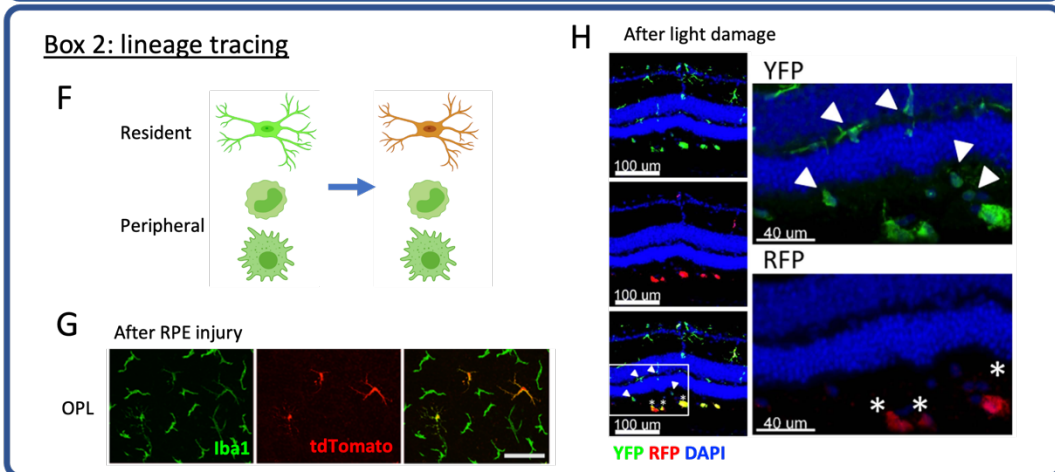 Box 2: lineage tracing
F
Resident
Peripheral
G
After RPE injury
OPL
Iba1
tdTomato
H
After light damage
100 um
100 um
100 um
YFP RFP DAPI
YFP
40 um
RFP
* * *
40 um
* * *